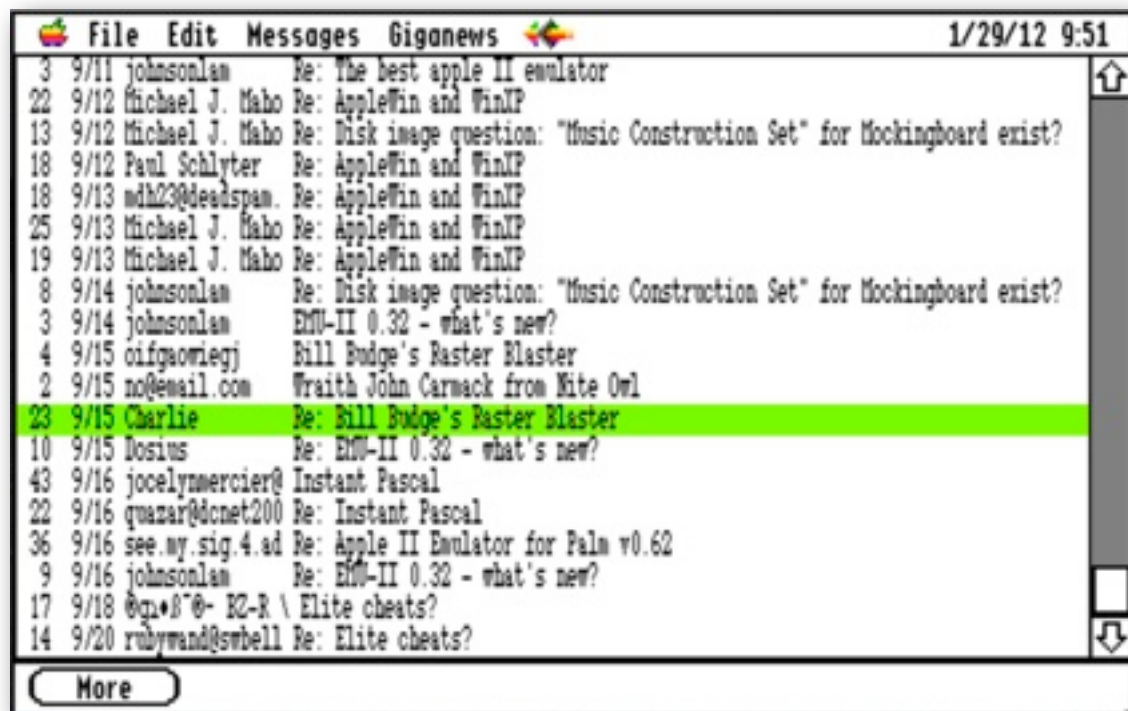 File Edit Messages Giganews 1/29/12 9:51
3 9/11 johnsonlam Re: The best apple II emulator
22 9/12 Michael J. Maho Re: AppleWin and WinXP
13 9/12 Michael J. Maho Re: Disk image question: "Music Construction Set" for Mockingboard exist?
18 9/12 Paul Schlyter Re: AppleWin and WinXP
18 9/13 mdh23@deadspam. Re: AppleWin and WinXP
25 9/13 Michael J. Maho Re: AppleWin and WinXP
19 9/13 Michael J. Maho Re: AppleWin and WinXP
8 9/14 johnsonlam Re: Disk image question: "Music Construction Set" for Mockingboard exist?
3 9/14 johnsonlam EMU-II 0.32 - what's new?
4 9/15 oifgaowiegj Bill Budge's Raster Blaster
2 9/15 no@email.com Wraith John Carmack from Nite Owl
23 9/15 Charlie Re: Bill Budge's Raster Blaster
10 9/15 Dosius Re: EMU-II 0.32 - what's new?
43 9/16 jocelynmercier@ Instant Pascal
22 9/16 quazar@dcnet200 Re: Instant Pascal
36 9/16 see.my.sig.4.ad Re: Apple II Emulator for Palm v0.62
9 9/16 johnsonlam Re: EMU-II 0.32 - what's new?
17 9/18 BZ-R \ Elite cheats?
14 9/20 rubywand@swbell Re: Elite cheats?
More